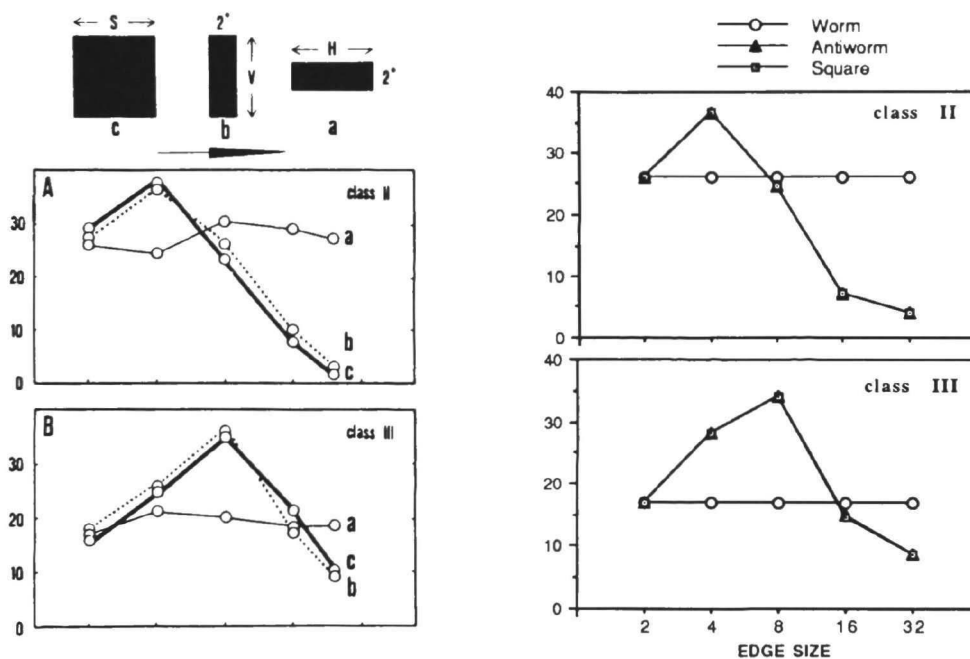 S
2°
V
H
2°
c
b
a
A
class II
30
20
10
0
a
b
c
B
class III
30
20
10
0
a
c
b
Worm
Antiworm
Square
40
30
20
10
0
class II
40
30
20
10
0
class III
2 4 8 16 32
EDGE SIZE